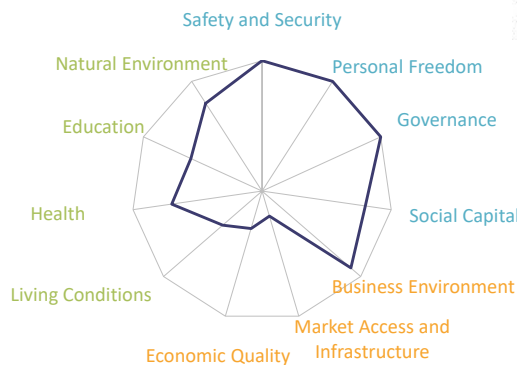 Safety and Security
Natural Environment
Personal Freedom
Education
Governance
Health
Social Capital
Living Conditions
Business Environment
Market Access and
Infrastructure
Economic Quality